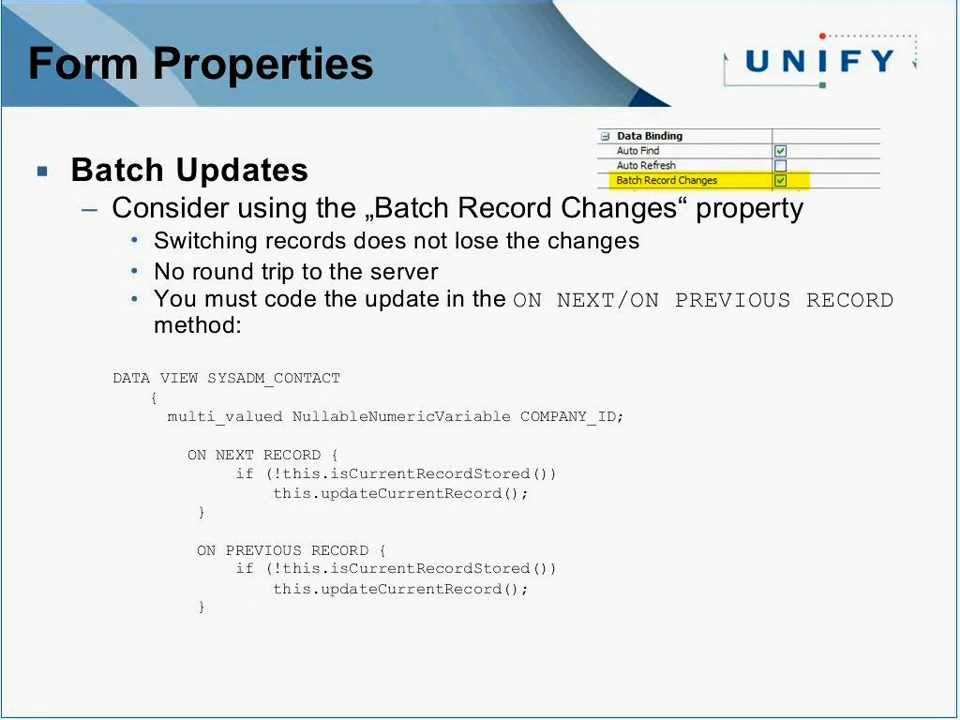 Form Properties
UNIFY
Data Binding
Auto Find
Auto Refresh
Batch Record Changes
Batch Updates
– Consider using the „Batch Record Changes“ property
• Switching records does not lose the changes
• No round trip to the server
• You must code the update in the ON NEXT/ON PREVIOUS RECORD
method:
DATA VIEW SYSADM_CONTACT
{
multi_valued NullableNumericVariable COMPANY_ID;
ON NEXT RECORD {
if (!this.isCurrentRecordStored())
this.updateCurrentRecord();
}
ON PREVIOUS RECORD {
if (!this.isCurrentRecordStored())
this.updateCurrentRecord();
}